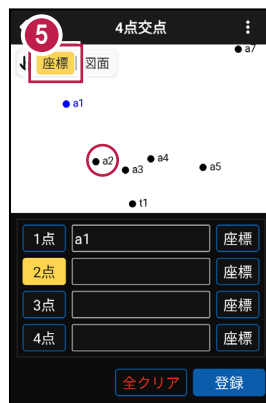 5 4点交点
座標 図面 a7
a1
a2 a3 a4 a5
t1
1点 a1 座標
2点 座標
3点 座標
4点 座標
全クリア 登録